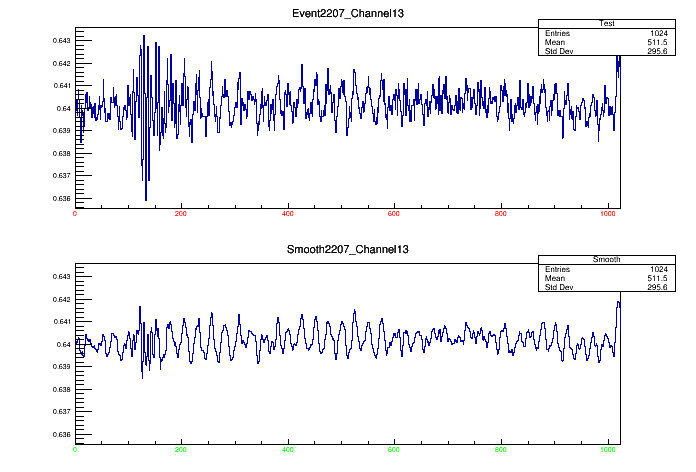 Event2207_Channel13
Test
Entries 1024
Mean 511.5
Std Dev 295.6
0.643
0.642
0.641
0.64
0.639
0.638
0.637
0.636
0 200 400 600 800 1000
Smooth2207_Channel13
Smooth
Entries 1024
Mean 511.5
Std Dev 295.6
0.643
0.642
0.641
0.64
0.639
0.638
0.637
0.636
0 200 400 600 800 1000